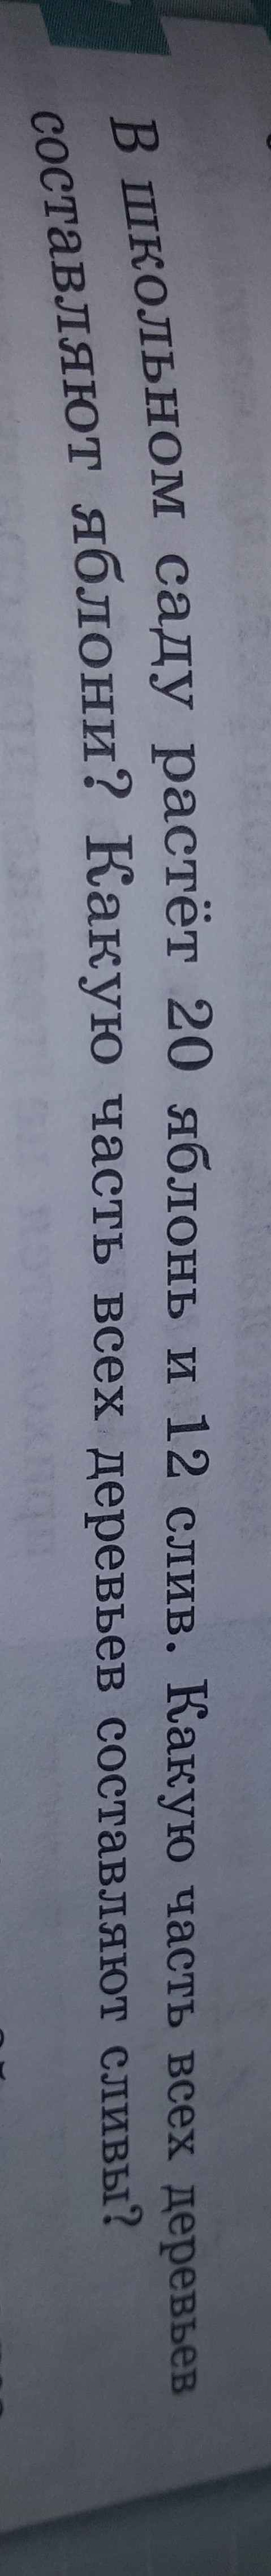 В школьном саду растёт 20 яблонь и 12 слив. Какую часть всех деревьев
составляют яблони? Какую часть всех деревьев составляют сливы?